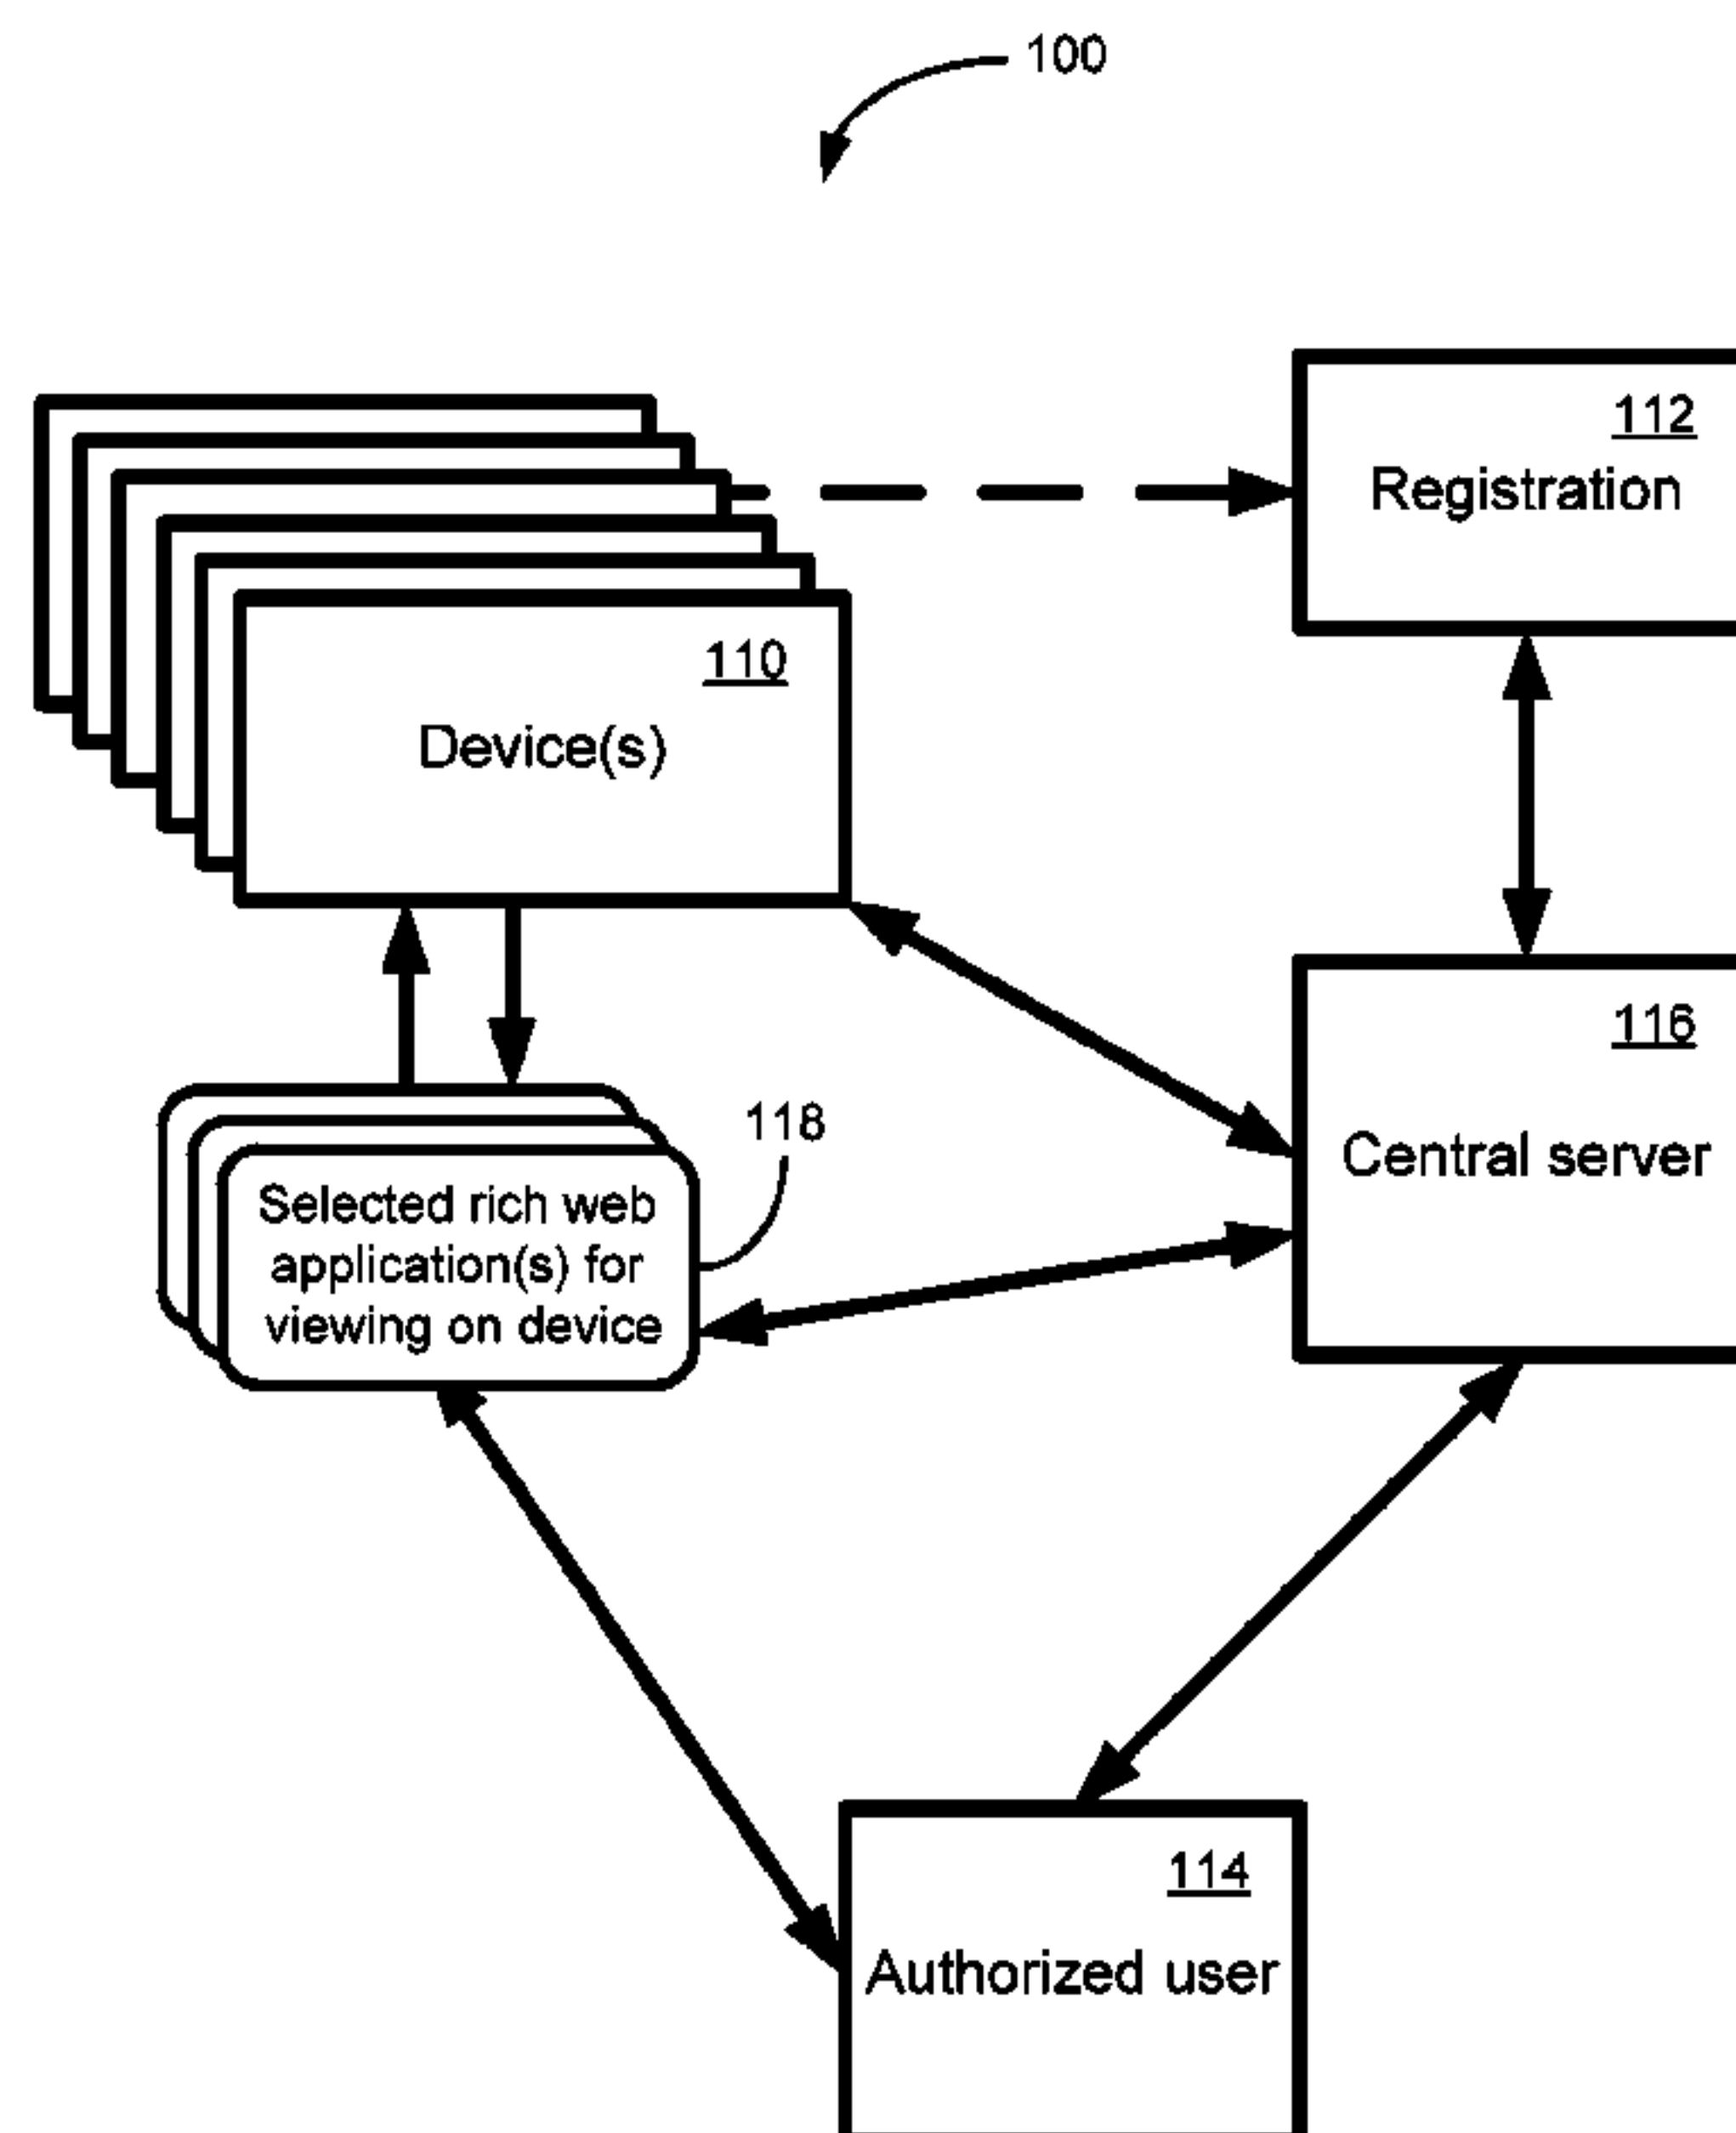 100
112
Registration
110
Device(s)
116
Central server
118
Selected rich web
application(s) for
viewing on device
114
Authorized user